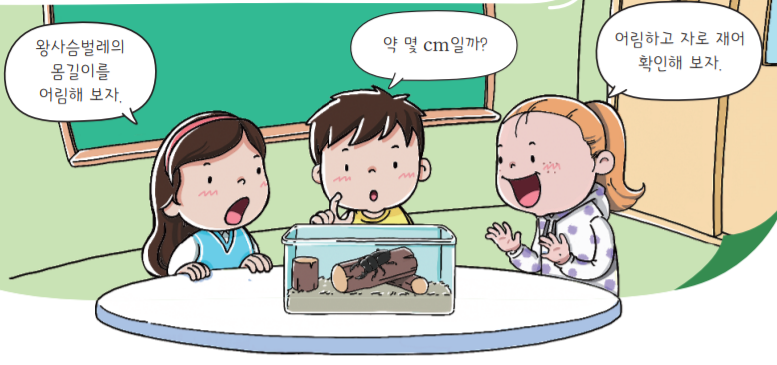 왕사슴벌레의
몸길이를
어림해 보자.
약 몇 cm일까?
어림하고 자로 재어
확인해 보자.